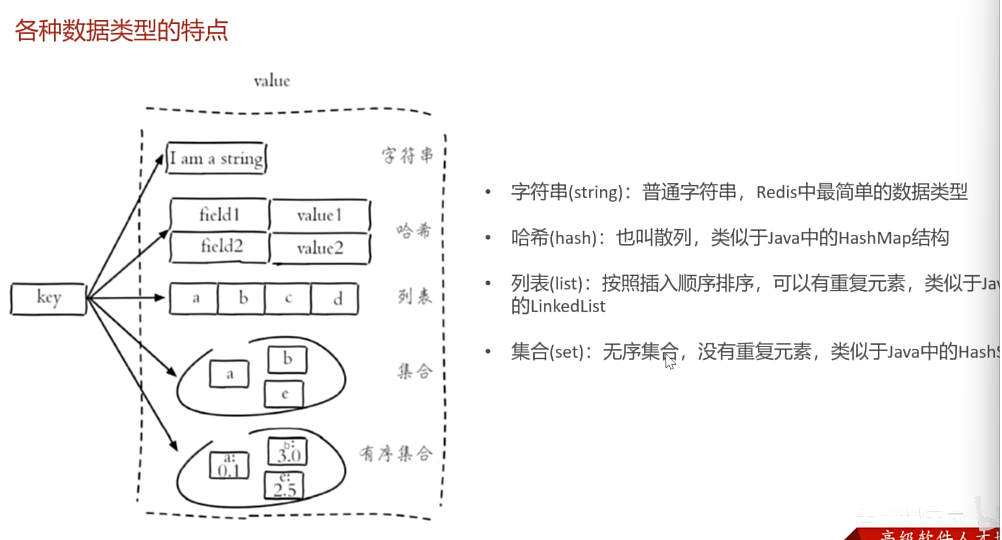 各种数据类型的特点
value
I am a string
字符串
field1 value1
field2 value2
哈希
key
a b c d
列表
a
b
c
集合
a:
0.1
b:
3.0
c:
2.5
有序集合
• 字符串(string)：普通字符串，Redis中最简单的数据类型
• 哈希(hash)：也叫散列，类似于Java中的HashMap结构
• 列表(list)：按照插入顺序排序，可以有重复元素，类似于Jav
的LinkedList
• 集合(set)：无序集合，没有重复元素，类似于Java中的HashS
高级软件人才培